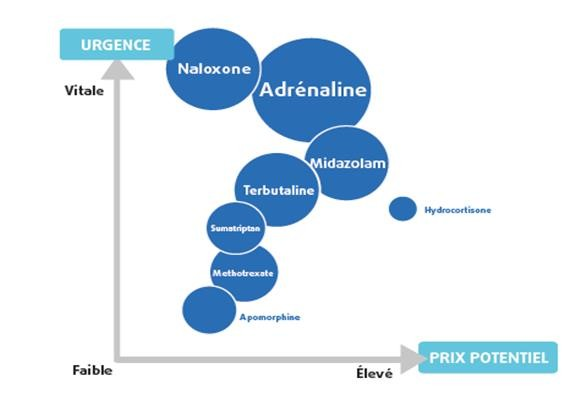 URGENCE
Vitale
Naloxone
Adrénaline
Midazolam
Terbutaline
Hydrocortisone
Sumatriptan
Methotrexate
Apomorphine
PRIX POTENTIEL
Faible
Élevé